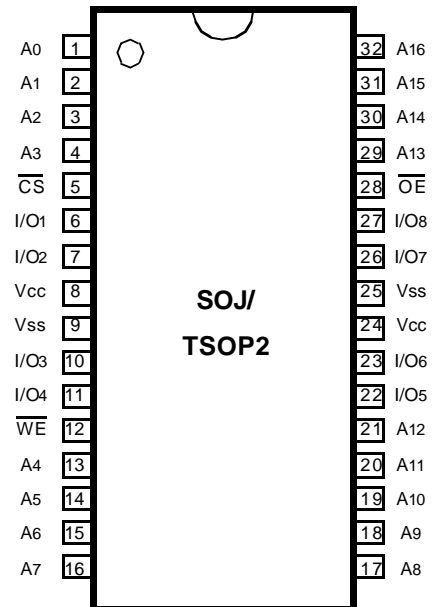 A0 1 32 A16
A1 2 31 A15
A2 3 30 A14
A3 4 29 A13
C̅S̅ 5 28 O̅E̅
I/O1 6 27 I/O8
I/O2 7 26 I/O7
Vcc 8 25 Vss
Vss 9 24 Vcc
I/O3 10 23 I/O6
I/O4 11 22 I/O5
W̅E̅ 12 21 A12
A4 13 20 A11
A5 14 19 A10
A6 15 18 A9
A7 16 17 A8
SOJ/
TSOP2